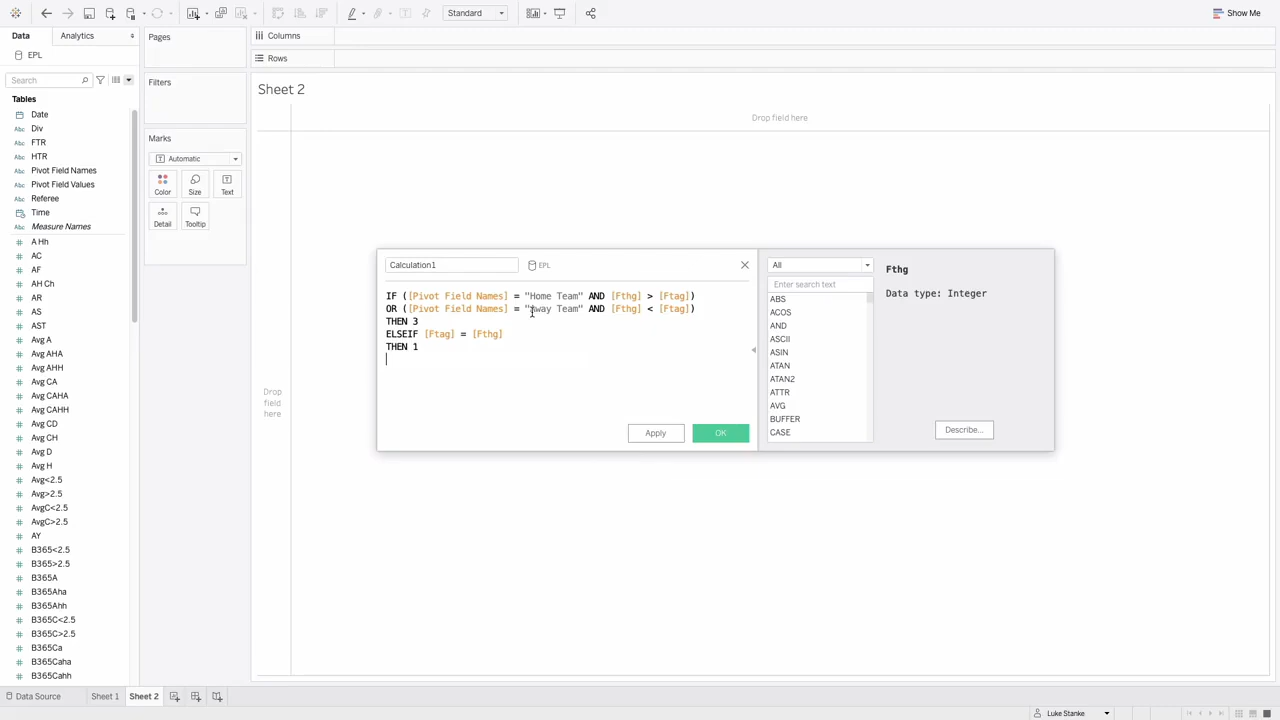 Standard
Show Me
Data
Analytics
Pages
Columns
Rows
EPL
Search
Filters
Tables
Date
Div
FTR
HTR
Pivot Field Names
Pivot Field Values
Referee
Time
Measure Names
A Hh
AC
AF
AH Ch
AR
AS
AST
Avg A
Avg AHA
Avg AHH
Avg CA
Avg CAHA
Avg CAHH
Avg CD
Avg CH
Avg D
Avg H
Avg<2.5
Avg>2.5
AvgC<2.5
AvgC>2.5
AY
B365<2.5
B365>2.5
B365A
B365Aha
B365Ahh
B365C<2.5
B365C>2.5
B365Ca
B365Caha
B365Cahh
Marks
Automatic
Color
Size
Text
Detail
Tooltip
Sheet 2
Drop field here
Drop
field
here
Calculation1
EPL
IF ([Pivot Field Names] = "Home Team" AND [Fthg] > [Ftag])
OR ([Pivot Field Names] = "Away Team" AND [Fthg] < [Ftag])
THEN 3
ELSEIF [Ftag] = [Fthg]
THEN 1
Apply
OK
All
Enter search text
ABS
ACOS
AND
ASCII
ASIN
ATAN
ATAN2
ATTR
AVG
BUFFER
CASE
Fthg
Data type: Integer
Describe...
Data Source
Sheet 1
Sheet 2
Luke Stanke